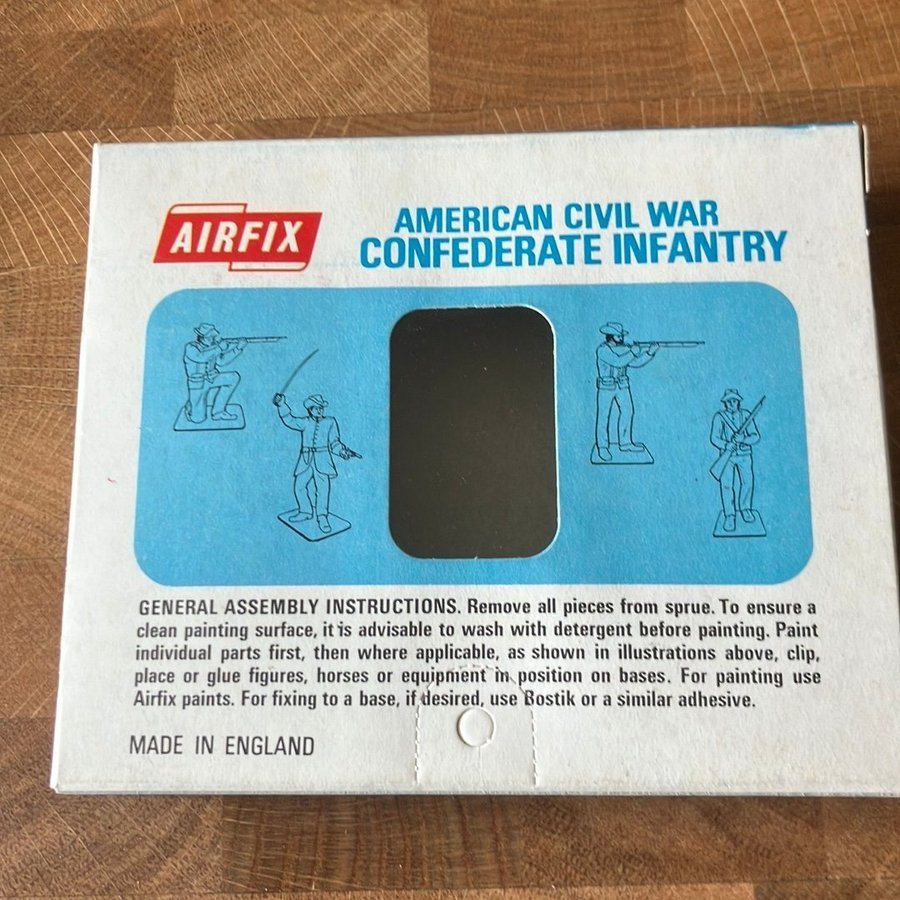 AIRFIX
AMERICAN CIVIL WAR
CONFEDERATE INFANTRY
GENERAL ASSEMBLY INSTRUCTIONS. Remove all pieces from sprue. To ensure a
clean painting surface, it is advisable to wash with detergent before painting. Paint
individual parts first, then where applicable, as shown in illustrations above, clip,
place or glue figures, horses or equipment in position on bases. For painting use
Airfix paints. For fixing to a base, if desired, use Bostik or a similar adhesive.
MADE IN ENGLAND